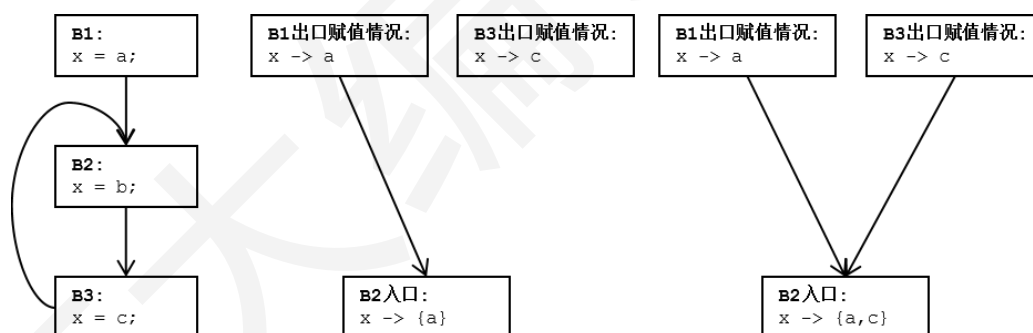 B1:
x = a;
B2:
x = b;
B3:
x = c;
B1出口赋值情况:
x -> a
B3出口赋值情况:
x -> c
B2入口:
x -> {a}
B1出口赋值情况:
x -> a
B3出口赋值情况:
x -> c
B2入口:
x -> {a,c}